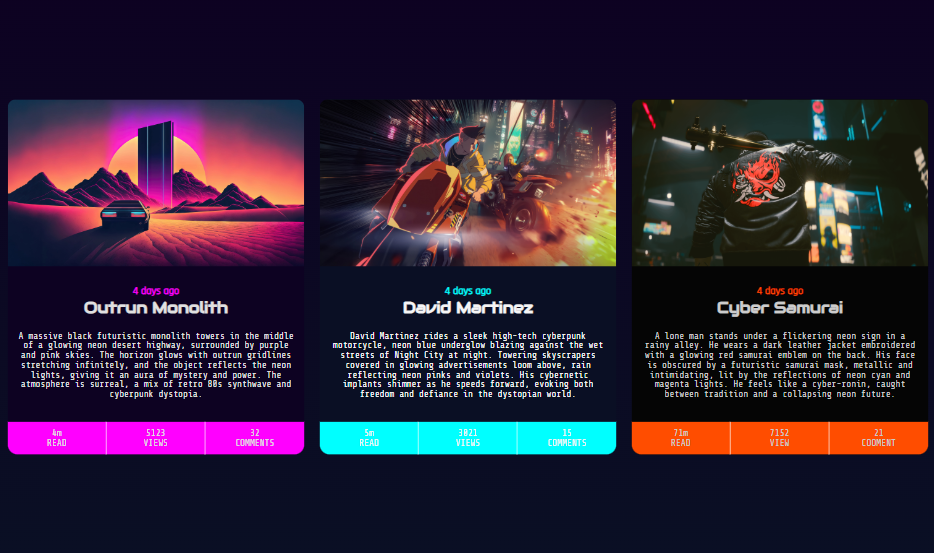 4 days ago
Outrun Monolith
A massive black futuristic monolith towers in the middle
of a glowing neon desert highway, surrounded by purple
and pink skies. The horizon glows with outrun gridlines
stretching infinitely, and the object reflects the neon
lights, giving it an aura of mystery and power. The
atmosphere is surreal, a mix of retro 80s synthwave and
cyberpunk dystopia.
4m
READ
5123
VIEWS
32
COMMENTS
4 days ago
David Martinez
David Martinez rides a sleek high-tech cyberpunk
motorcycle, neon blue underglow blazing against the wet
streets of Night City at night. Towering skyscrapers
covered in glowing advertisements loom above, rain
reflecting neon pinks and violets. His cybernetic
implants shimmer as he speeds forward, evoking both
freedom and defiance in the dystopian world.
5m
READ
3021
VIEWS
15
COMMENTS
4 days ago
Cyber Samurai
A lone man stands under a flickering neon sign in a
rainy alley. He wears a dark leather jacket embroidered
with a glowing red samurai emblem on the back. His face
is obscured by a futuristic samurai mask, metallic and
intimidating, lit by the reflections of neon cyan and
magenta lights. He feels like a cyber-ronin, caught
between tradition and a collapsing neon future.
71m
READ
7152
VIEW
21
COOMENT